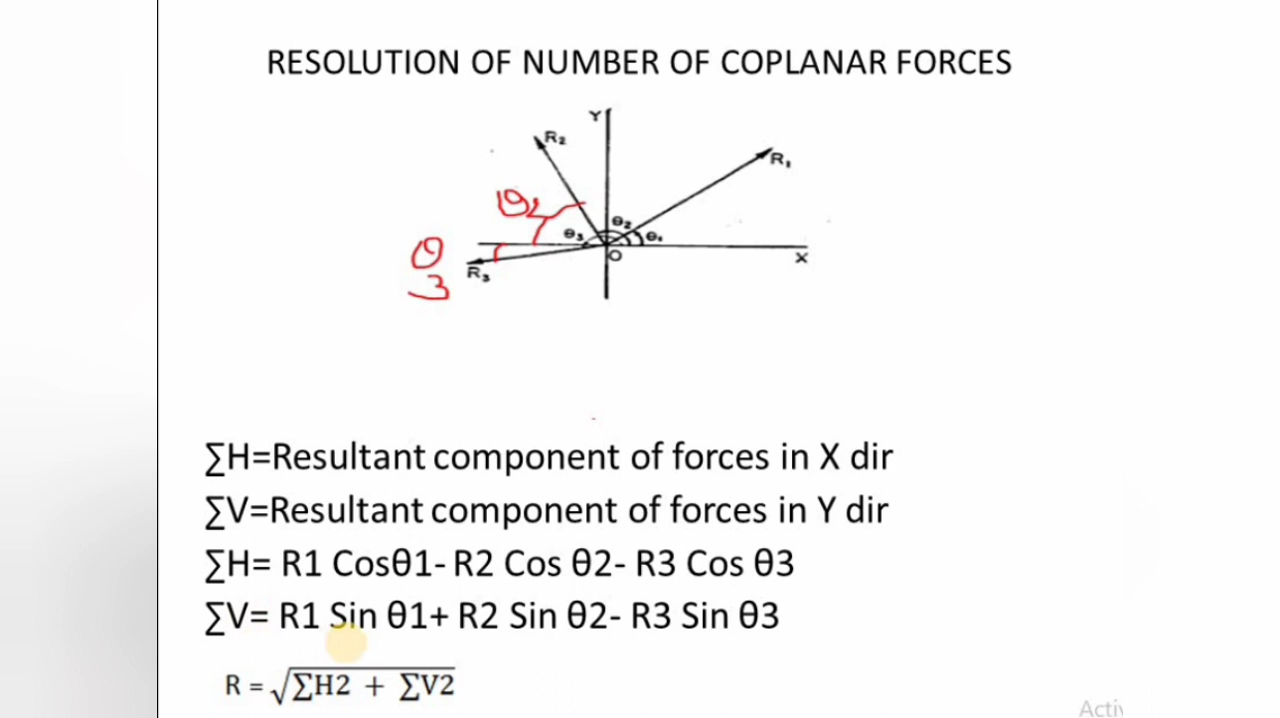 RESOLUTION OF NUMBER OF COPLANAR FORCES
Y
R₂
R₁
θ2
θ₂
θ₃
θ₁
θ
3
O
X
R₃
∑H=Resultant component of forces in X dir
∑V=Resultant component of forces in Y dir
∑H= R1 Cosθ1- R2 Cos θ2- R3 Cos θ3
∑V= R1 Sin θ1+ R2 Sin θ2- R3 Sin θ3
R = √∑H2 + ∑V2
Activ